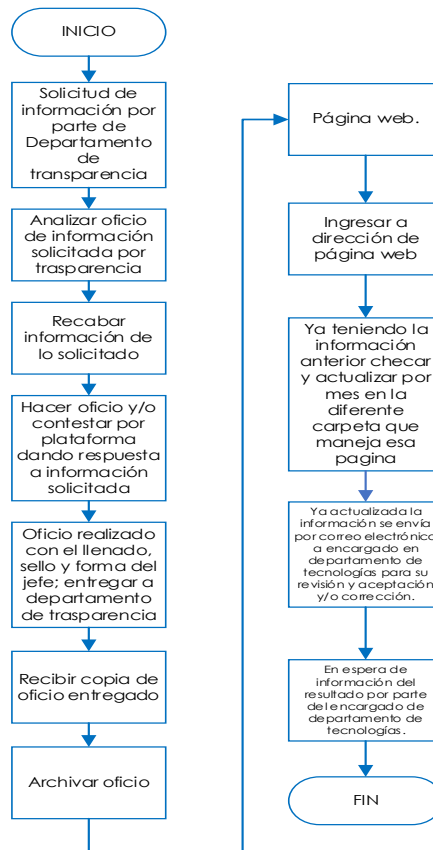 INICIO
Solicitud de
información por
parte de
Departamento
de
transparencia
Analizar oficio
de información
solicitada por
trasparencia
Recabar
información de
lo solicitado
Hacer oficio y/o
contestar por
plataforma
dando respuesta
a información
solicitada
Oficio realizado
con el llenado,
sello y forma del
jefe; entregar a
departamento
de trasparencia
Recibir copia de
oficio entregado
Archivar oficio
Página web.
Ingresar a
dirección de
página web
Ya teniendo la
información
anterior checar
y actualizar por
mes en la
diferente
carpeta que
maneja esa
pagina
Ya actualizada la
información se envía
por correo electrónico
a encargado en
departamento de
tecnologías para su
revisión y aceptación
y/o corrección.
En espera de
información del
resultado por parte
del encargado de
departamento de
tecnologías.
FIN